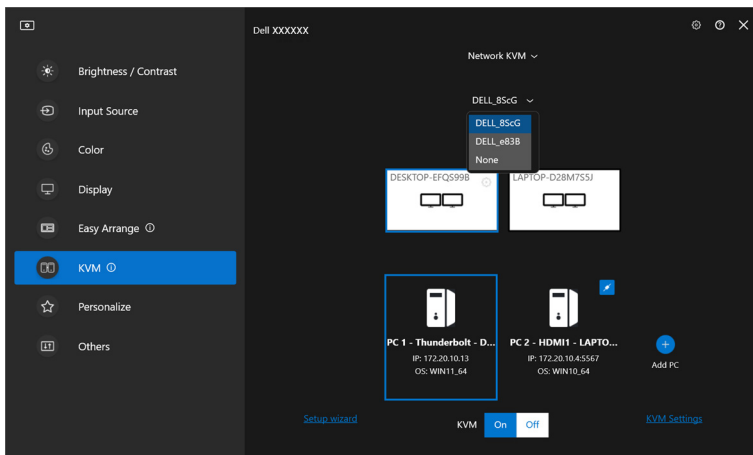 Dell XXXXXX
Network KVM
Brightness / Contrast
Input Source
Color
Display
Easy Arrange
KVM
Personalize
Others
DELL_8ScG
DELL_8ScG
DELL_e83B
None
DESKTOP-EFQS99B
LAPTOP-D28M7S5J
PC 1 - Thunderbolt - D...
IP: 172.20.10.13
OS: WIN11_64
PC 2 - HDMI1 - LAPTO...
IP: 172.20.10.4:5567
OS: WIN10_64
Add PC
Setup wizard
KVM On Off
KVM Settings